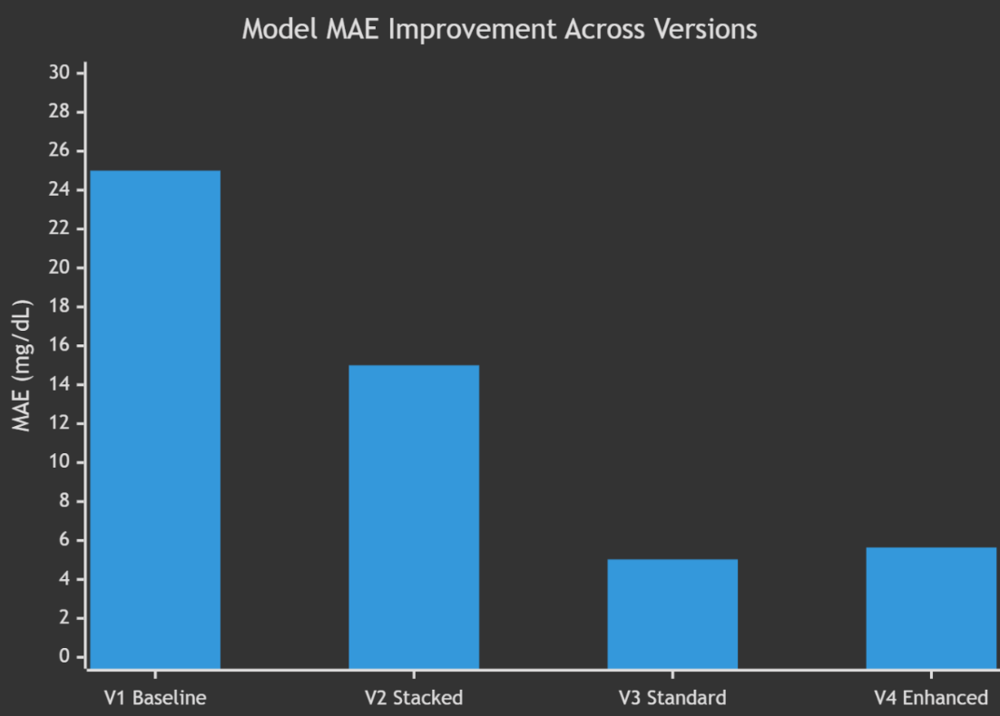 Model MAE Improvement Across Versions
30
28
26
24
22
20
18
16
14
12
10
8
6
4
2
0
MAE (mg/dL)
V1 Baseline
V2 Stacked
V3 Standard
V4 Enhanced